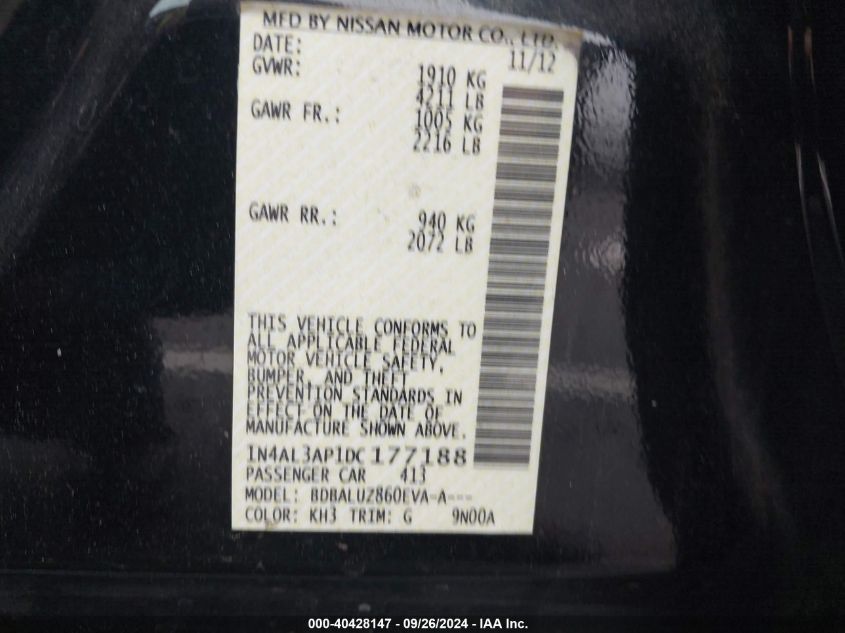 MFD BY NISSAN MOTOR CO., LTD.
DATE: 11/12
GVWR: 1910 KG
4211 LB
GAWR FR.: 1005 KG
2216 LB
GAWR RR.: 940 KG
2072 LB
THIS VEHICLE CONFORMS TO
ALL APPLICABLE FEDERAL
MOTOR VEHICLE SAFETY,
BUMPER, AND THEFT
PREVENTION STANDARDS IN
EFFECT ON THE DATE OF
MANUFACTURE SHOWN ABOVE.
1N4AL3AP1DC177188
PASSENGER CAR 413
MODEL: BDBALUZ860EVA-A---
COLOR: KH3 TRIM: G 9N00A
000-40428147 - 09/26/2024 - IAA Inc.